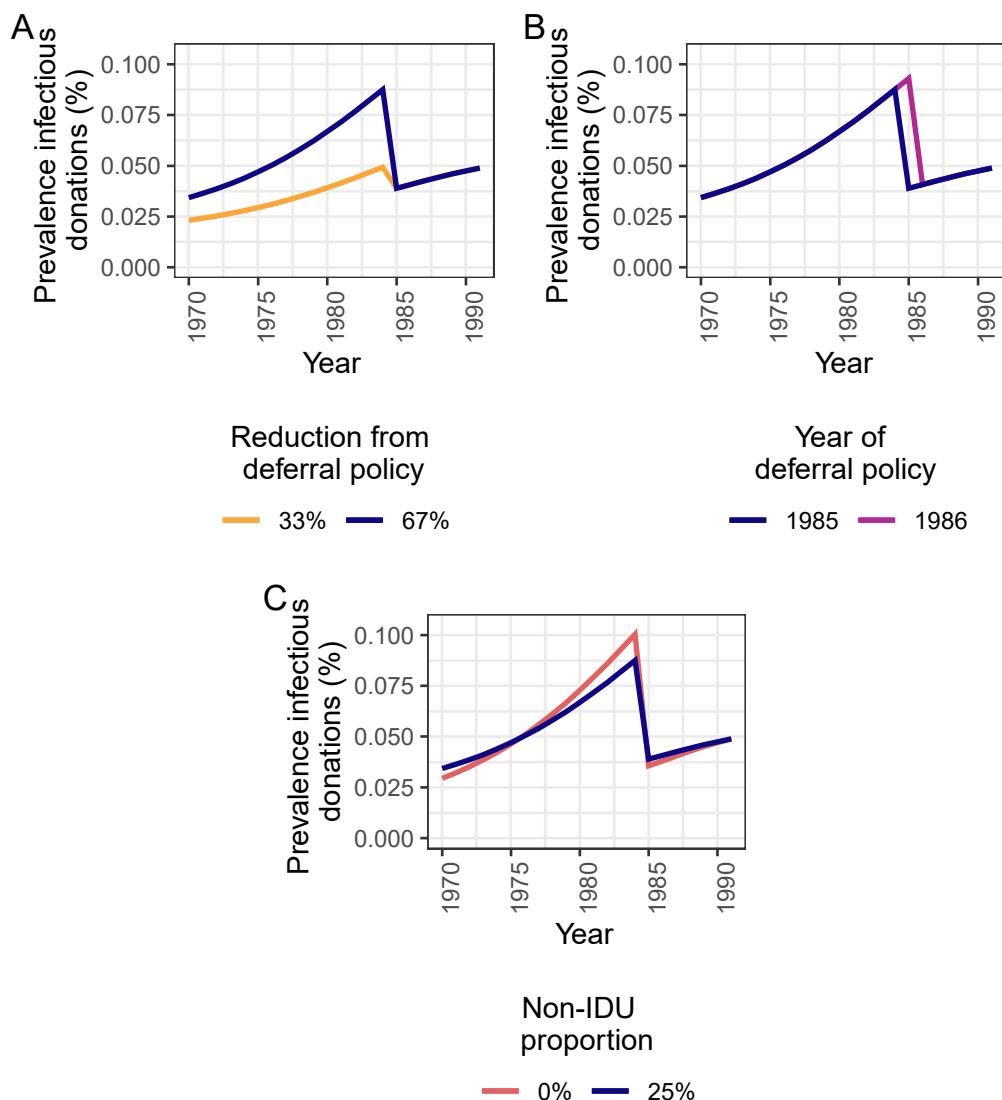 A
Prevalence infectious
donations (%)
0.100
0.075
0.050
0.025
0.000
1970
1975
1980
1985
1990
Year
Reduction from
deferral policy
33%
67%
B
Prevalence infectious
donations (%)
0.100
0.075
0.050
0.025
0.000
1970
1975
1980
1985
1990
Year
Year of
deferral policy
1985
1986
C
Prevalence infectious
donations (%)
0.100
0.075
0.050
0.025
0.000
1970
1975
1980
1985
1990
Year
Non-IDU
proportion
0%
25%